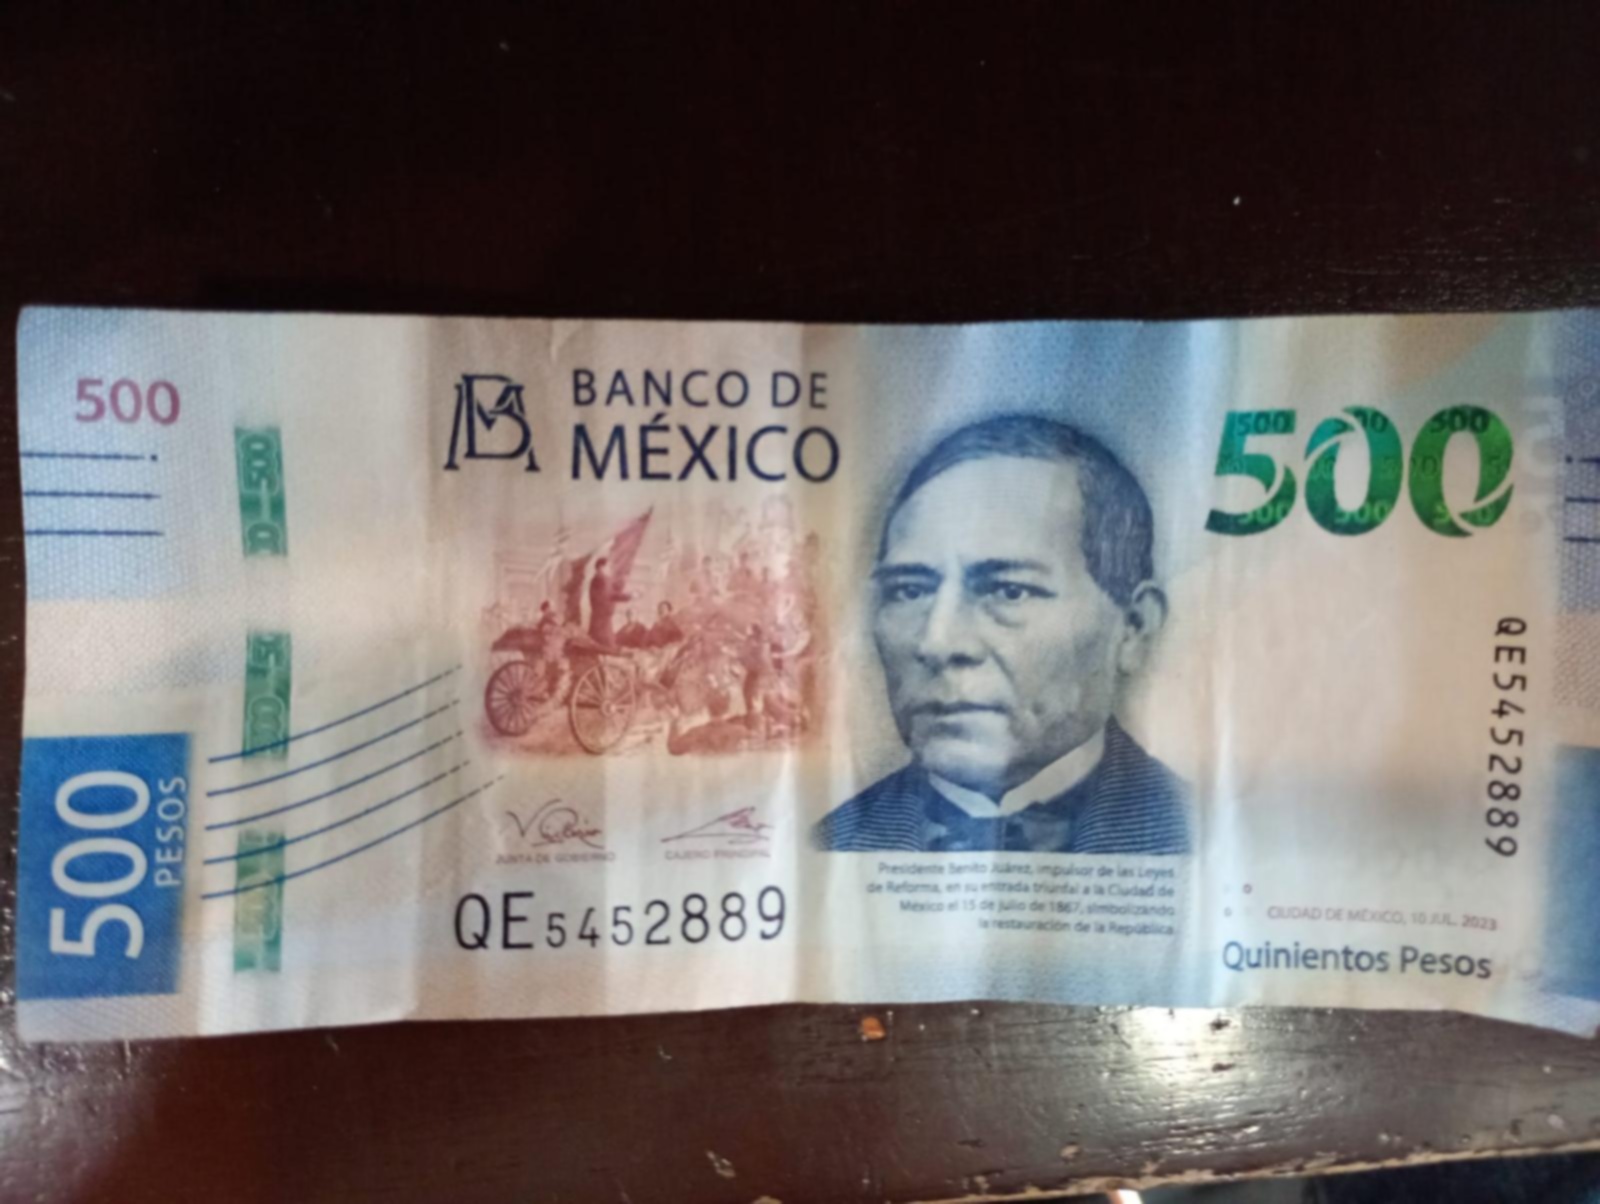 500
BANCO DE
MÉXICO
500
500 PESOS
JUNTA DE GOBIERNO
CAJERO PRINCIPAL
QE5452889
Presidente Benito Juárez, impulsor de las Leyes
de Reforma, en su entrada triunfal a la Ciudad de
México el 15 de julio de 1867, simbolizando
la restauración de la República
QE5452889
CIUDAD DE MÉXICO, 10 JUL. 2023
Quinientos Pesos